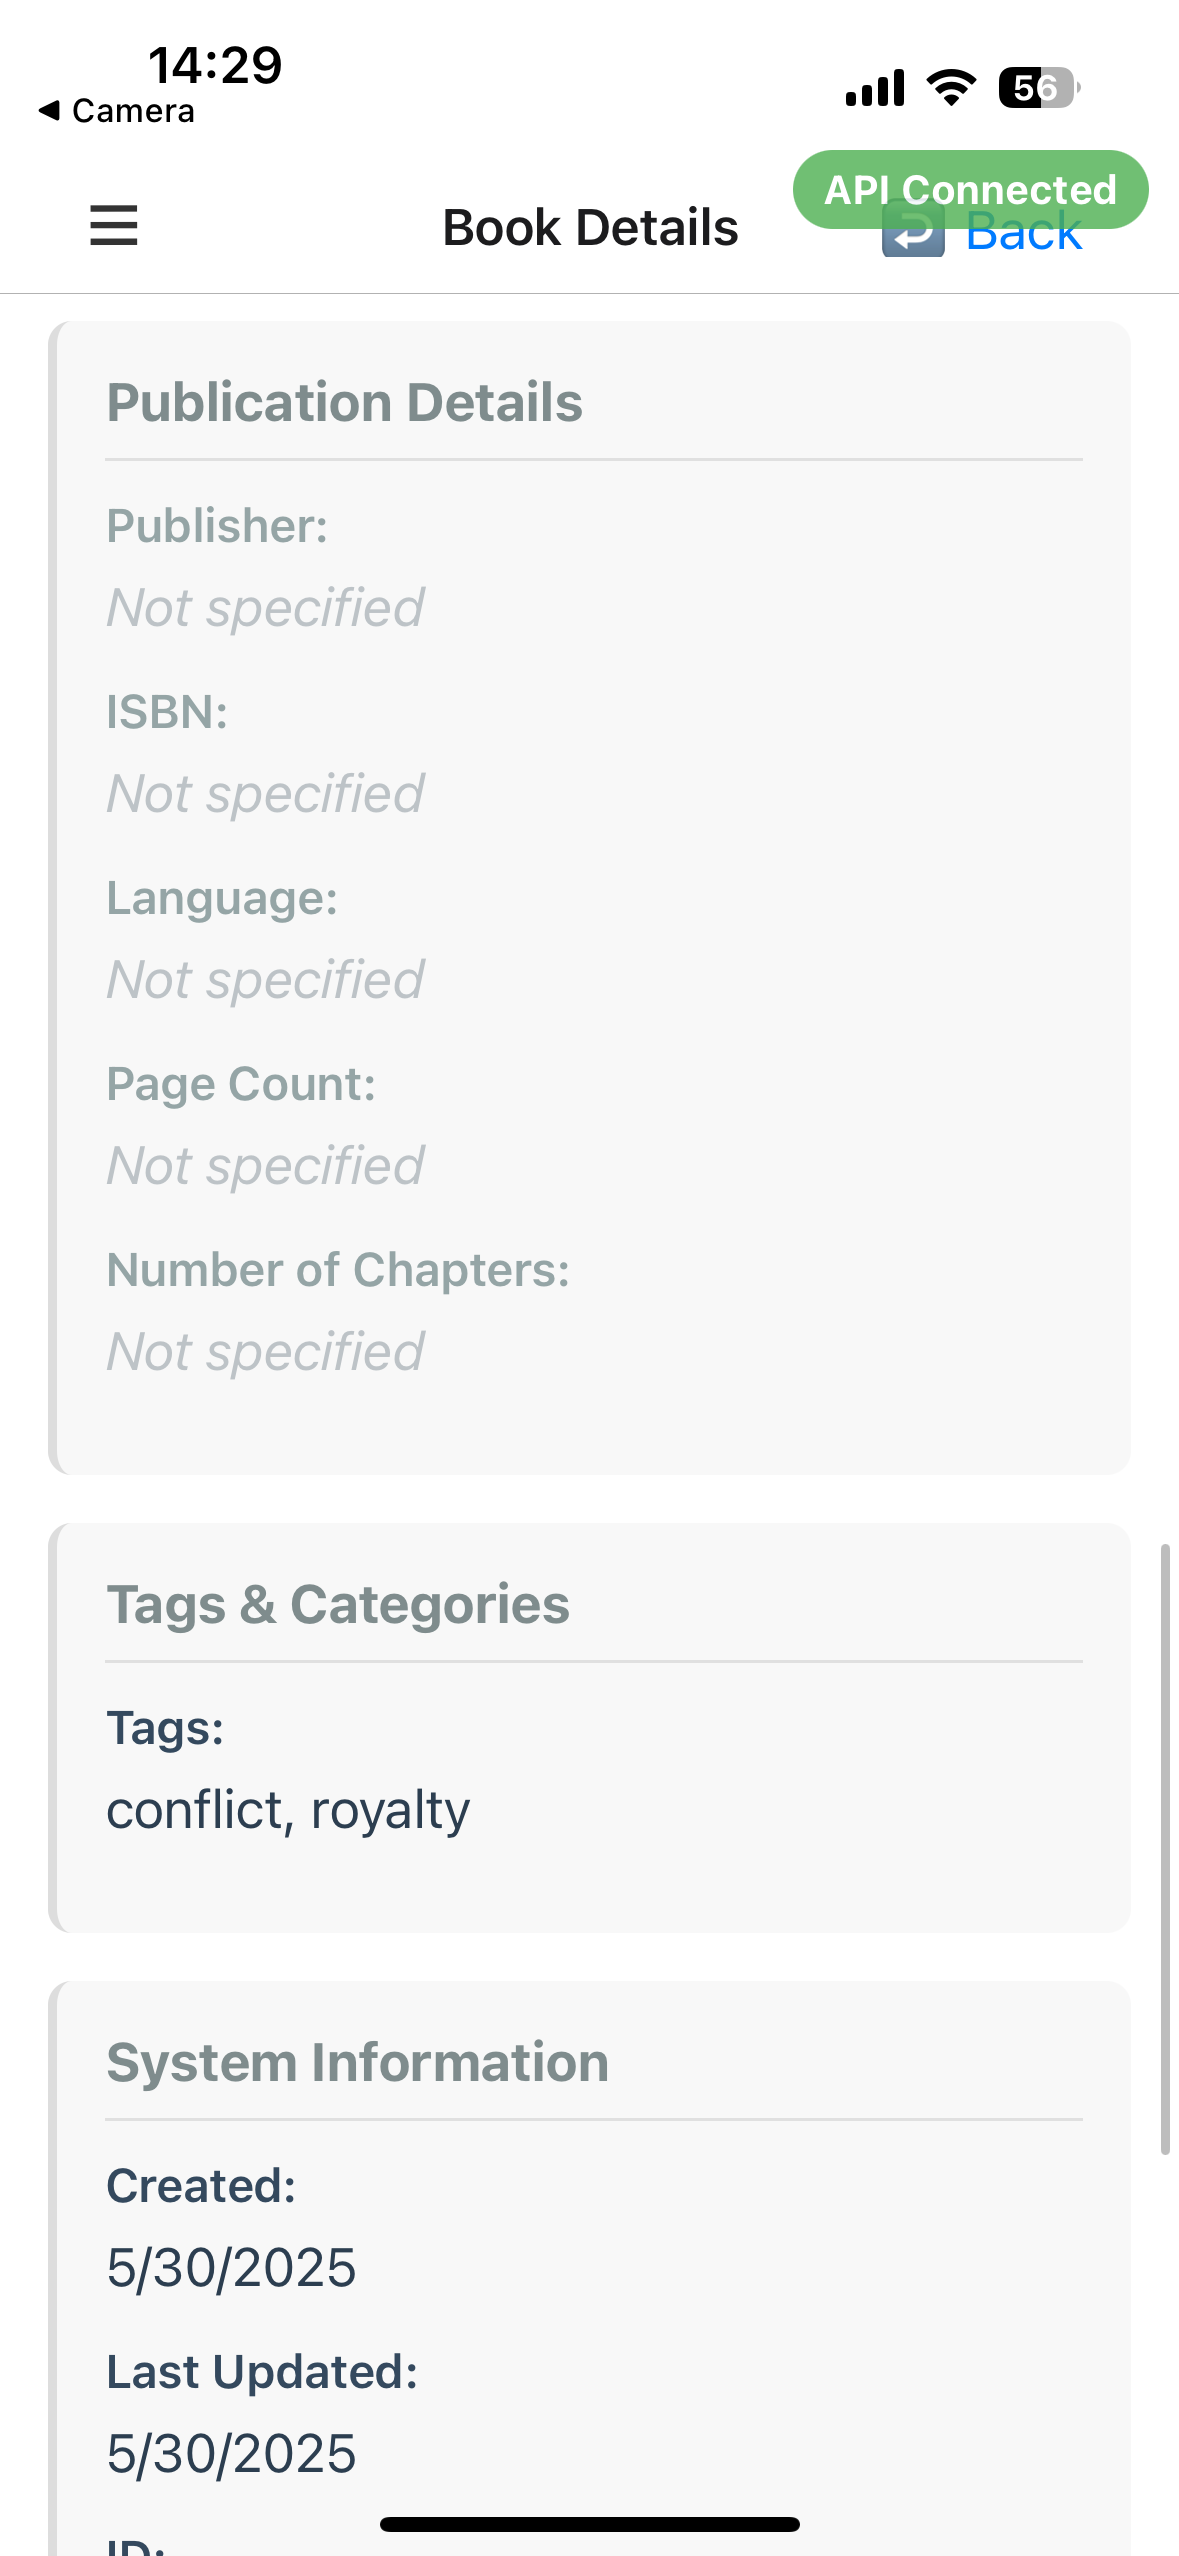 14:29
◀ Camera
56
API Connected
Book Details
Back
Publication Details
Publisher:
Not specified
ISBN:
Not specified
Language:
Not specified
Page Count:
Not specified
Number of Chapters:
Not specified
Tags & Categories
Tags:
conflict, royalty
System Information
Created:
5/30/2025
Last Updated:
5/30/2025
ID: